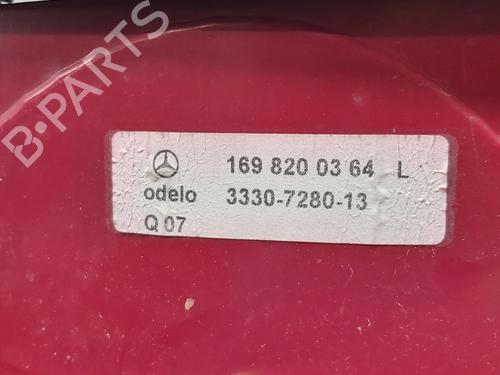 B-PARTS
169 820 03 64 L
odelo 3330-7280-13
Q 07